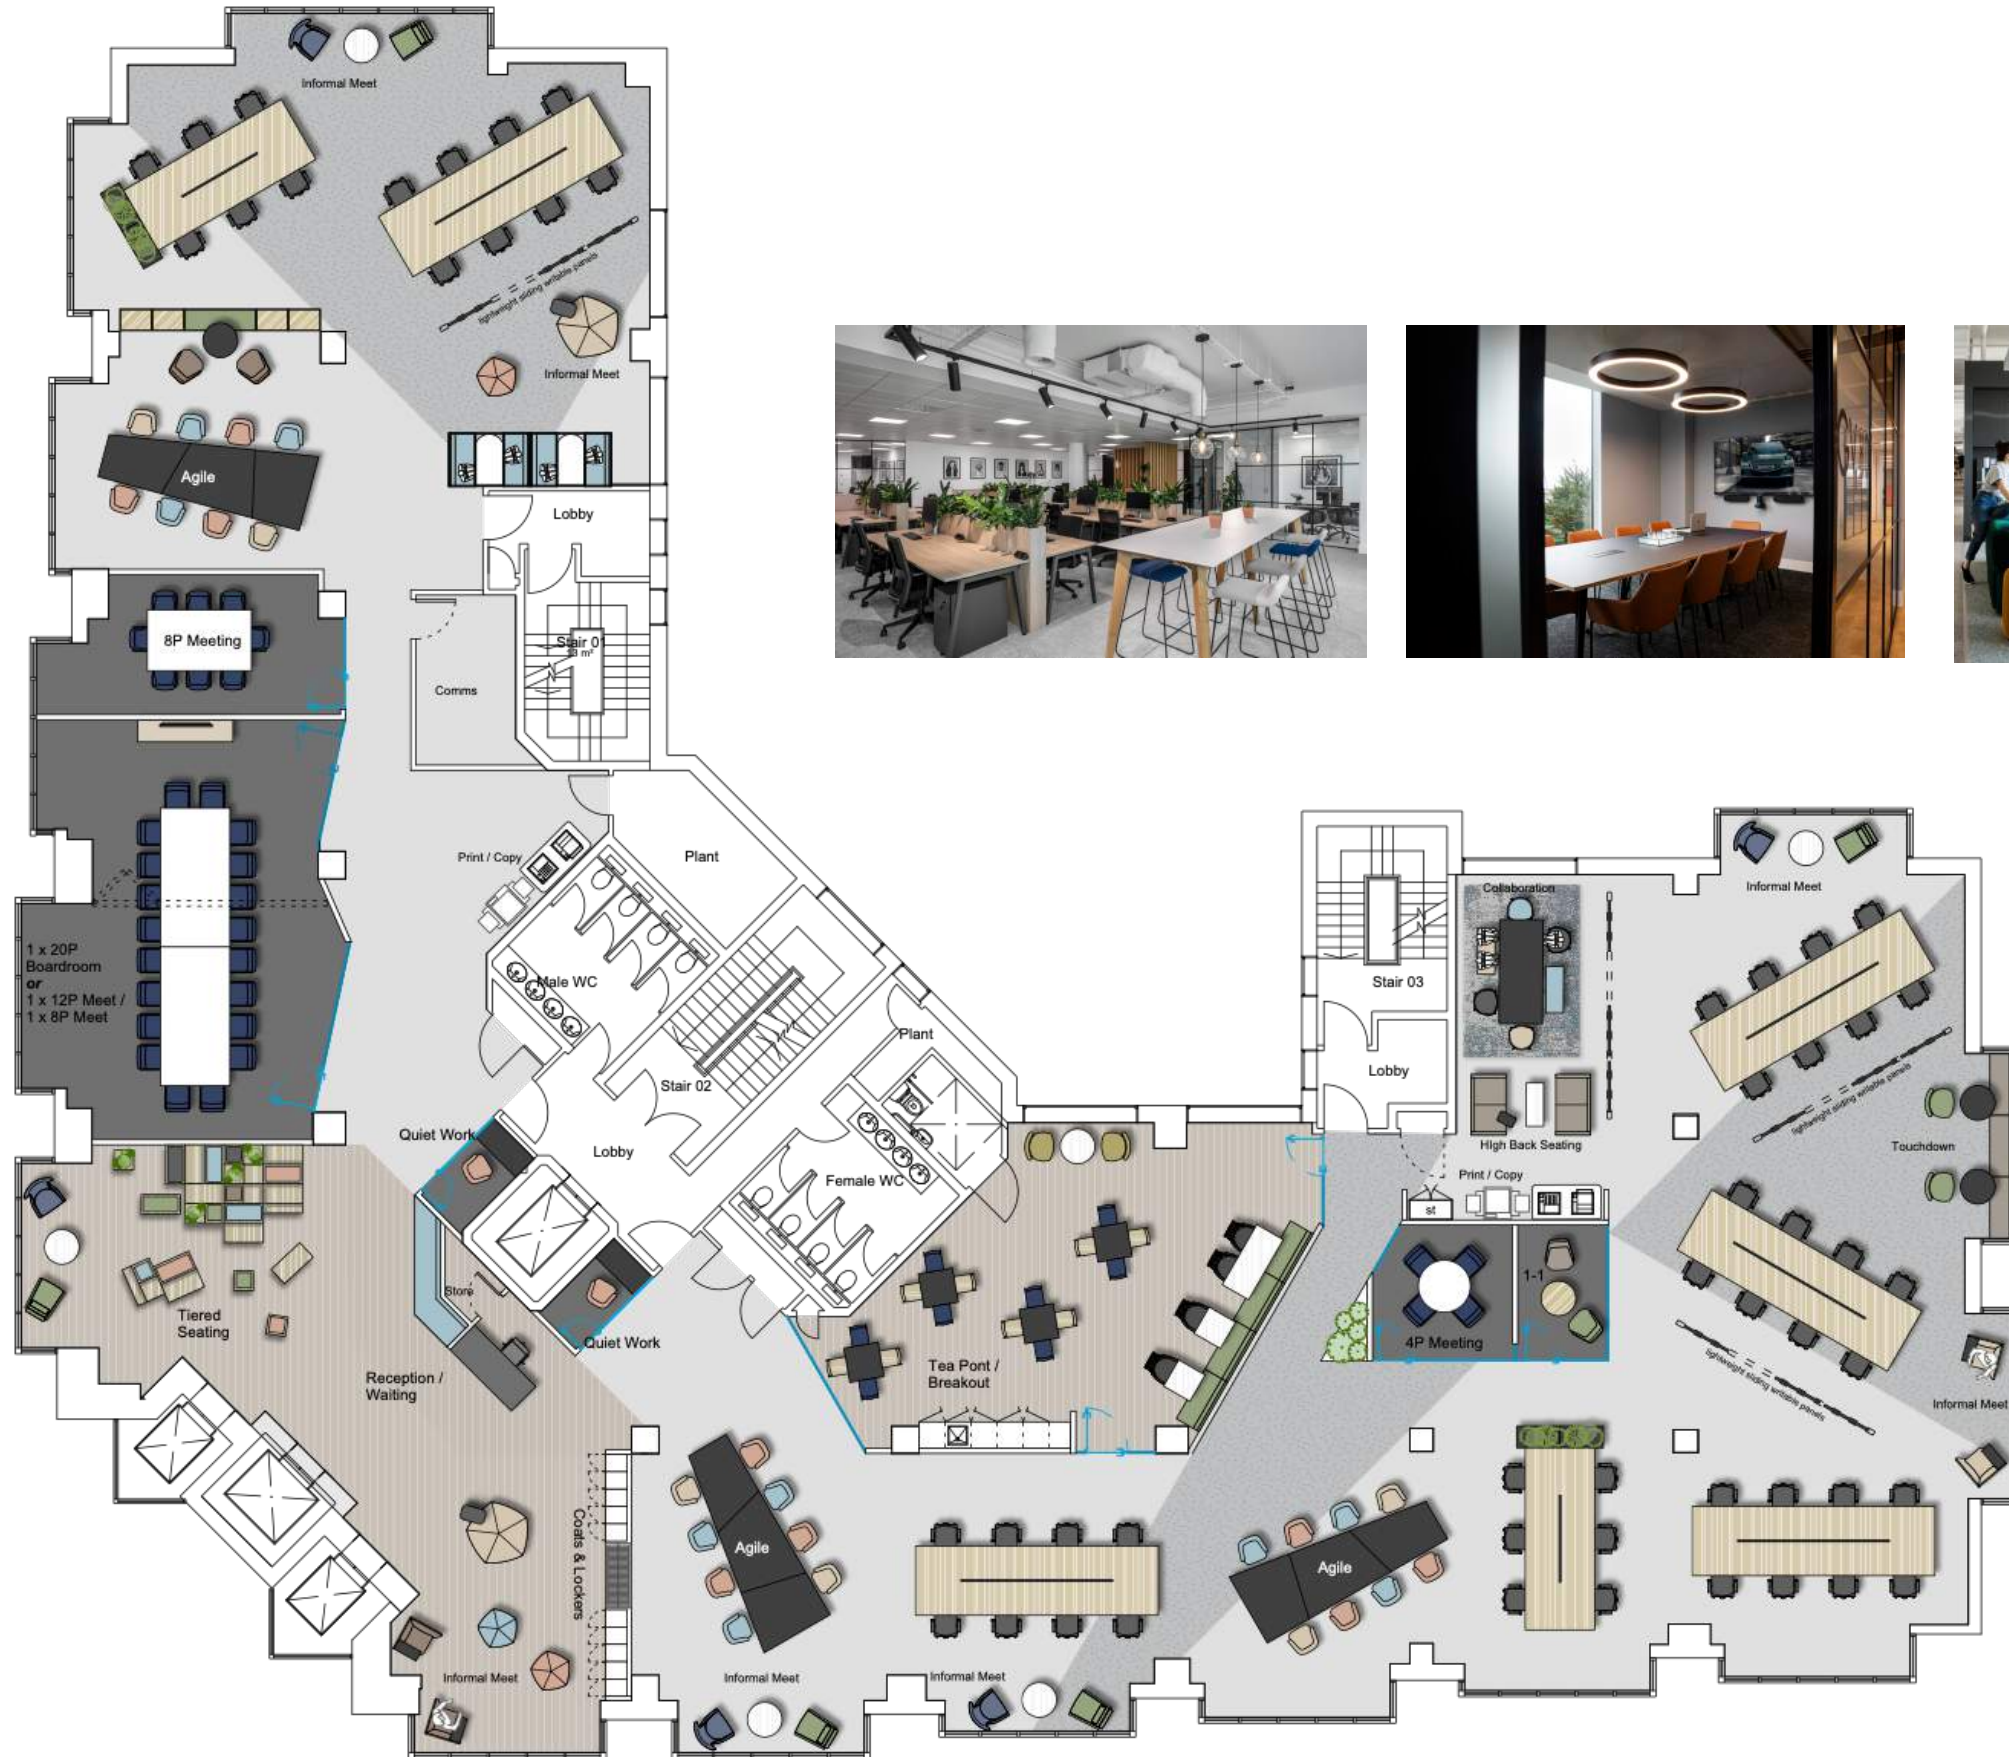 Informal Meet
lightweight sliding writable panels
Informal Meet
Agile
Lobby
8P Meeting
Stair 01
13 m²
Comms
Print / Copy
Plant
1 x 20P
Boardroom
or
1 x 12P Meet /
1 x 8P Meet
Male WC
Stair 02
Plant
Quiet Work
Lobby
Female WC
Store
Tiered
Seating
Quiet Work
Reception /
Waiting
Tea Pont /
Breakout
Coats & Lockers
Agile
Informal Meet
Informal Meet
Informal Meet
Stair 03
Lobby
Collaboration
High Back Seating
Print / Copy
st
Informal Meet
lightweight sliding writable panels
Touchdown
1-1
4P Meeting
lightweight sliding writable panels
Informal Meet
Agile